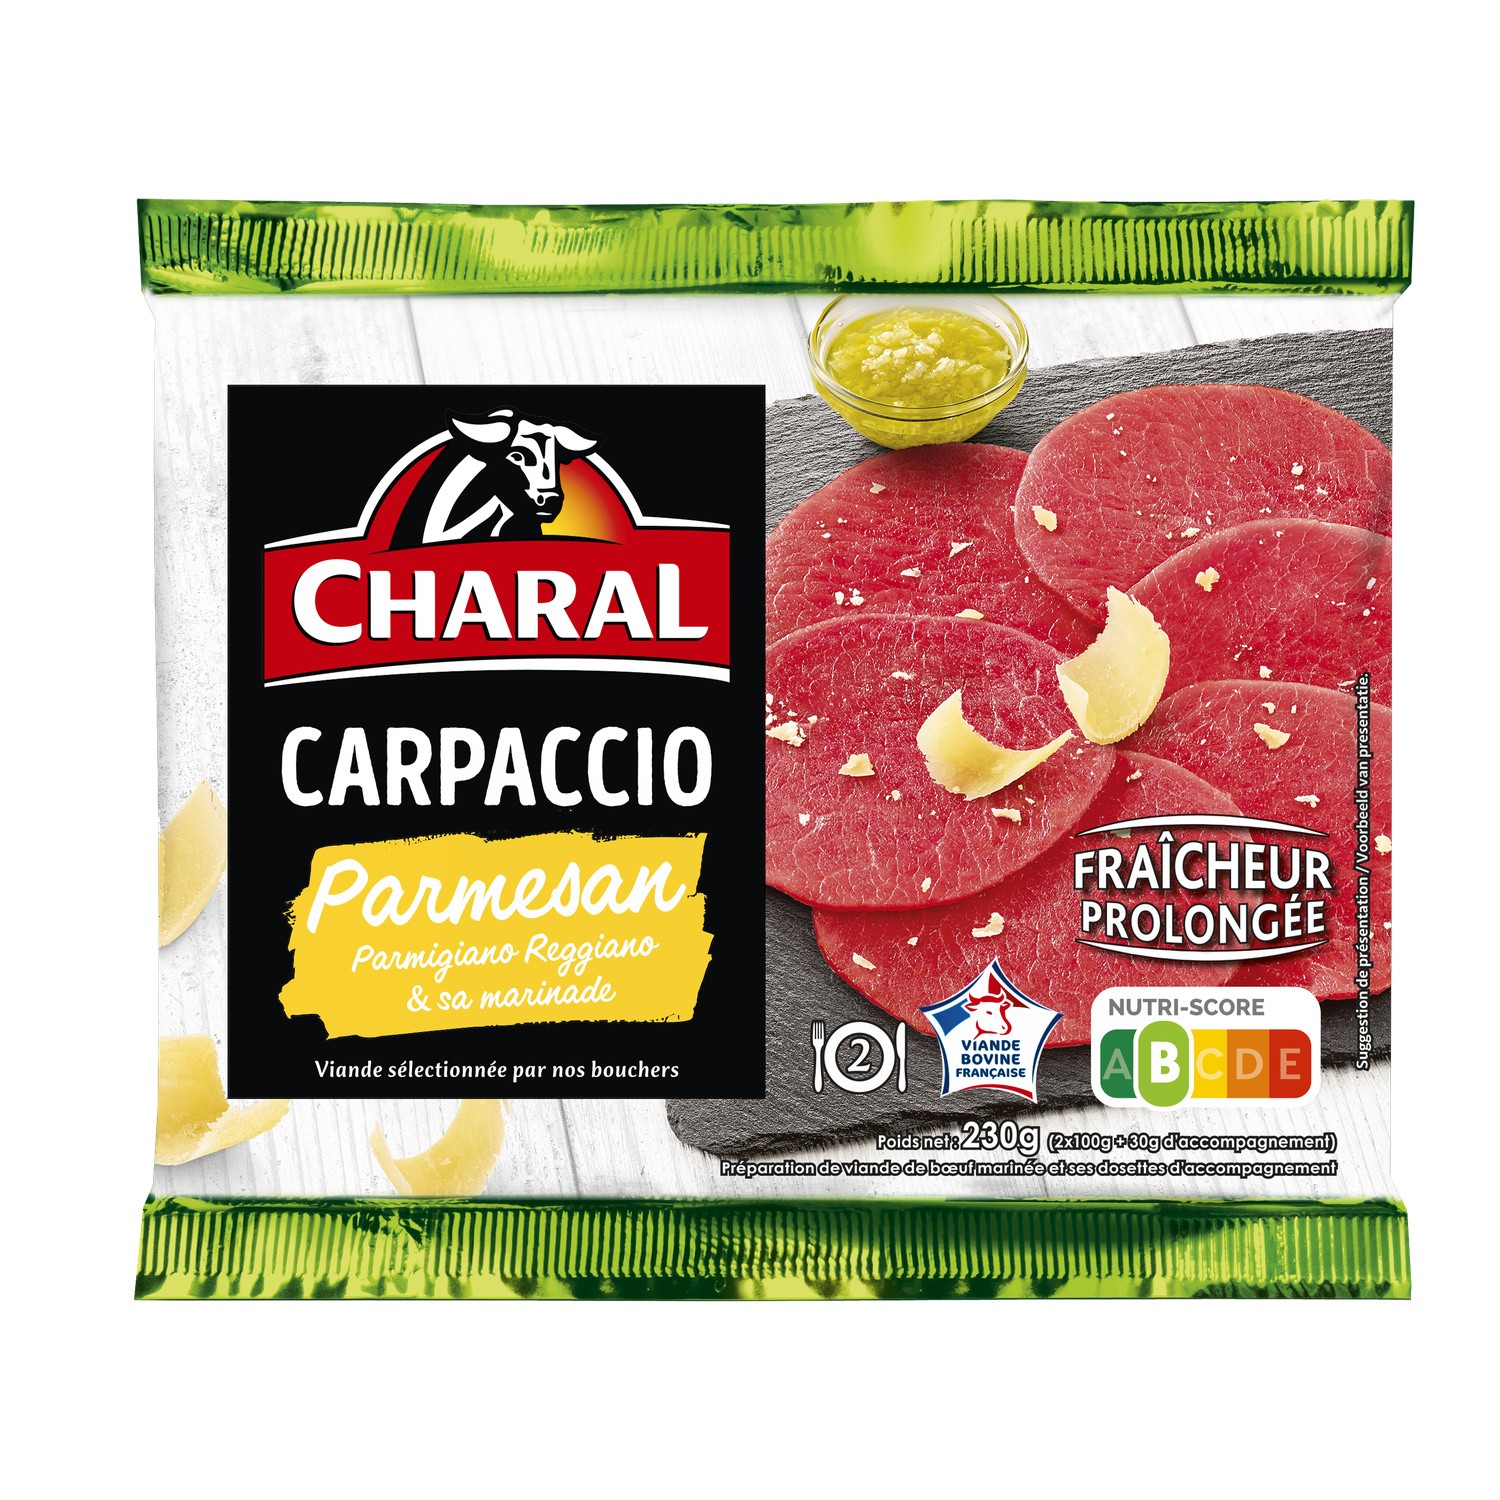 CHARAL
CARPACCIO
Parmesan
Parmigiano Reggiano
& sa marinade
Viande sélectionnée par nos bouchers
FRAÎCHEUR
PROLONGÉE
2
VIANDE
BOVINE
FRANÇAISE
NUTRI-SCORE
A B C D E
Poids net : 230g (2x100g + 30g d'accompagnement)
Préparation de viande de bœuf marinée et ses dosettes d'accompagnement
Suggestion de présentation / Voorbeeld van presentatie.